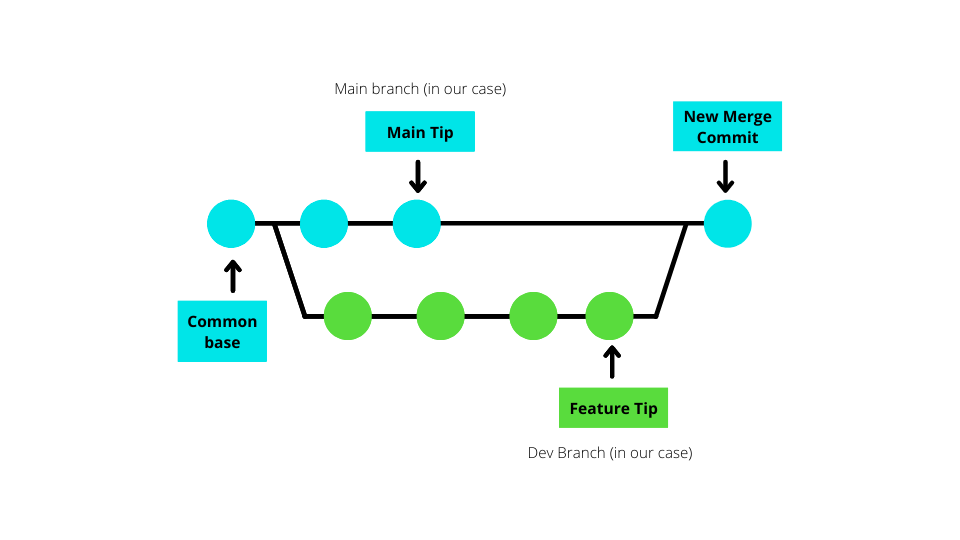 Main branch (in our case)
Main Tip
New Merge
Commit
Common
base
Feature Tip
Dev Branch (in our case)